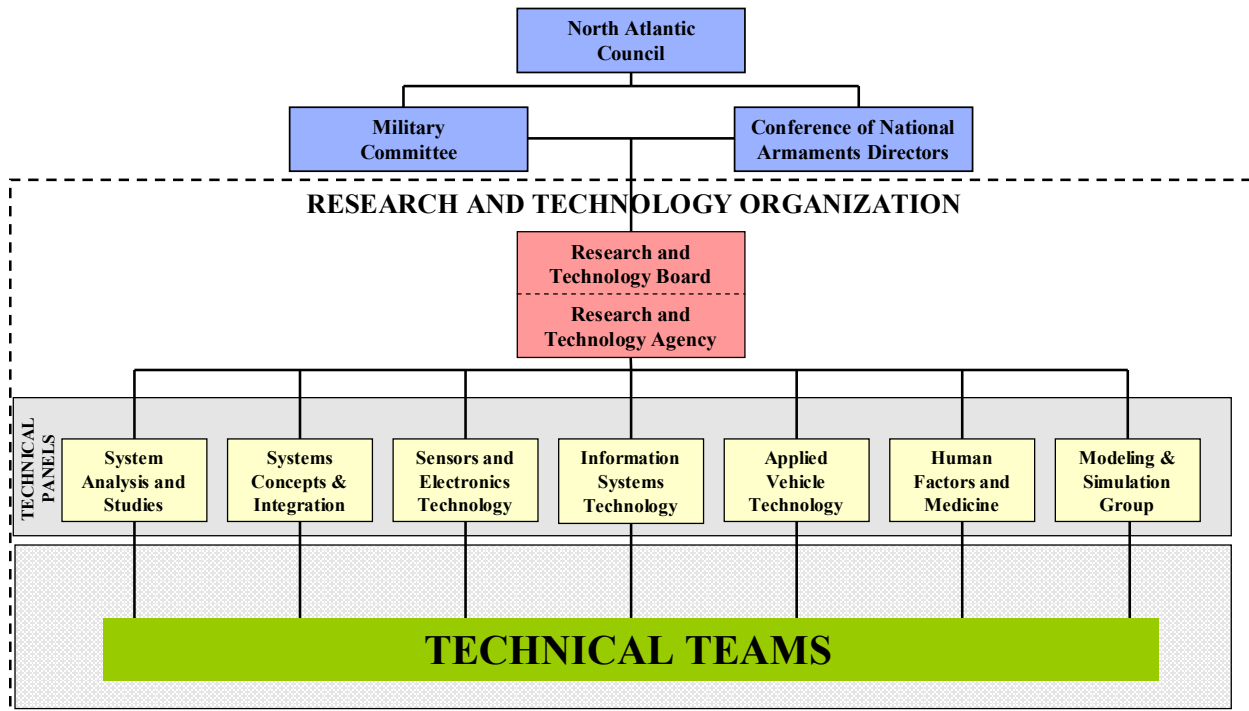 North Atlantic
Council
Military
Committee
Conference of National
Armaments Directors
RESEARCH AND TECHNOLOGY ORGANIZATION
Research and
Technology Board
Research and
Technology Agency
TECHNICAL
PANELS
System
Analysis and
Studies
Systems
Concepts &
Integration
Sensors and
Electronics
Technology
Information
Systems
Technology
Applied
Vehicle
Technology
Human
Factors and
Medicine
Modeling &
Simulation
Group
TECHNICAL TEAMS